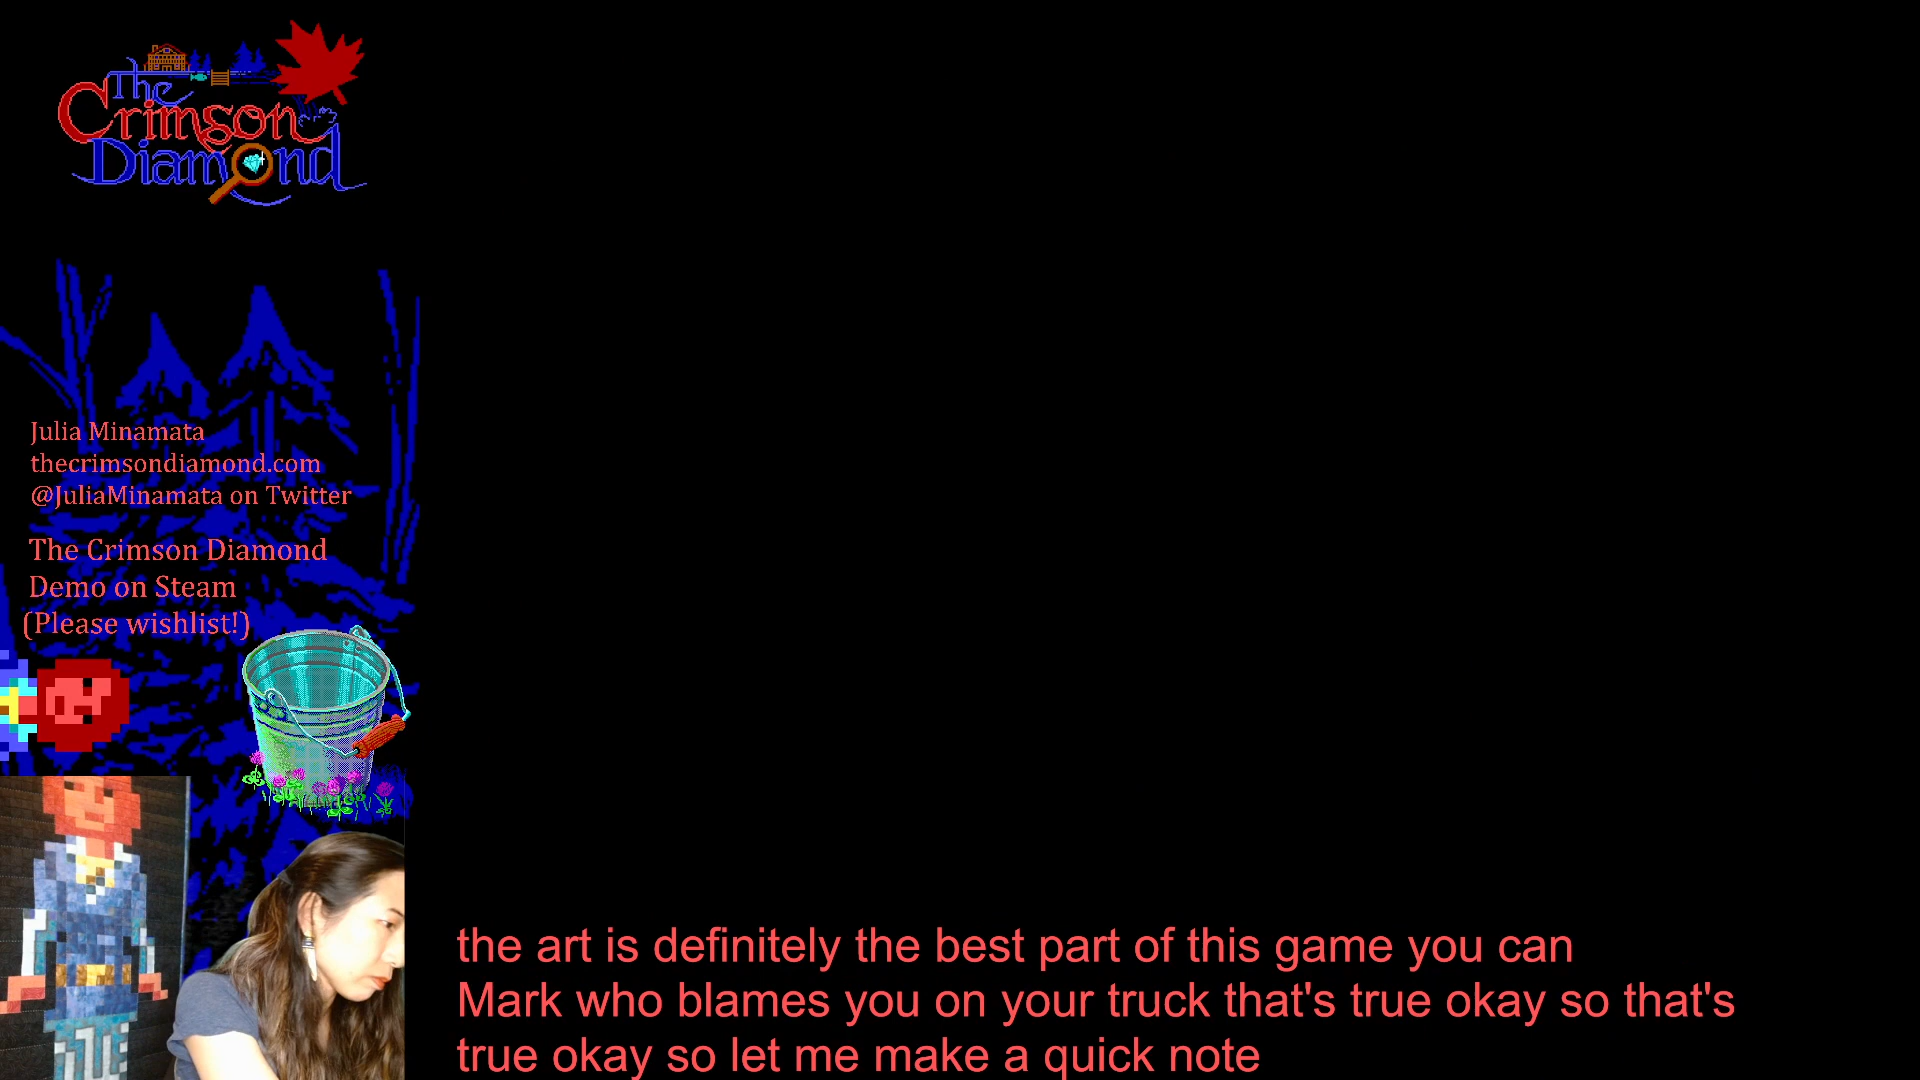 The
Crimson
Diamond
Julia Minamata
thecrimsondiamond.com
@JuliaMinamata on Twitter
The Crimson Diamond
Demo on Steam
(Please wishlist!)
the art is definitely the best part of this game you can
Mark who blames you on your truck that's true okay so that's
true okay so let me make a quick note